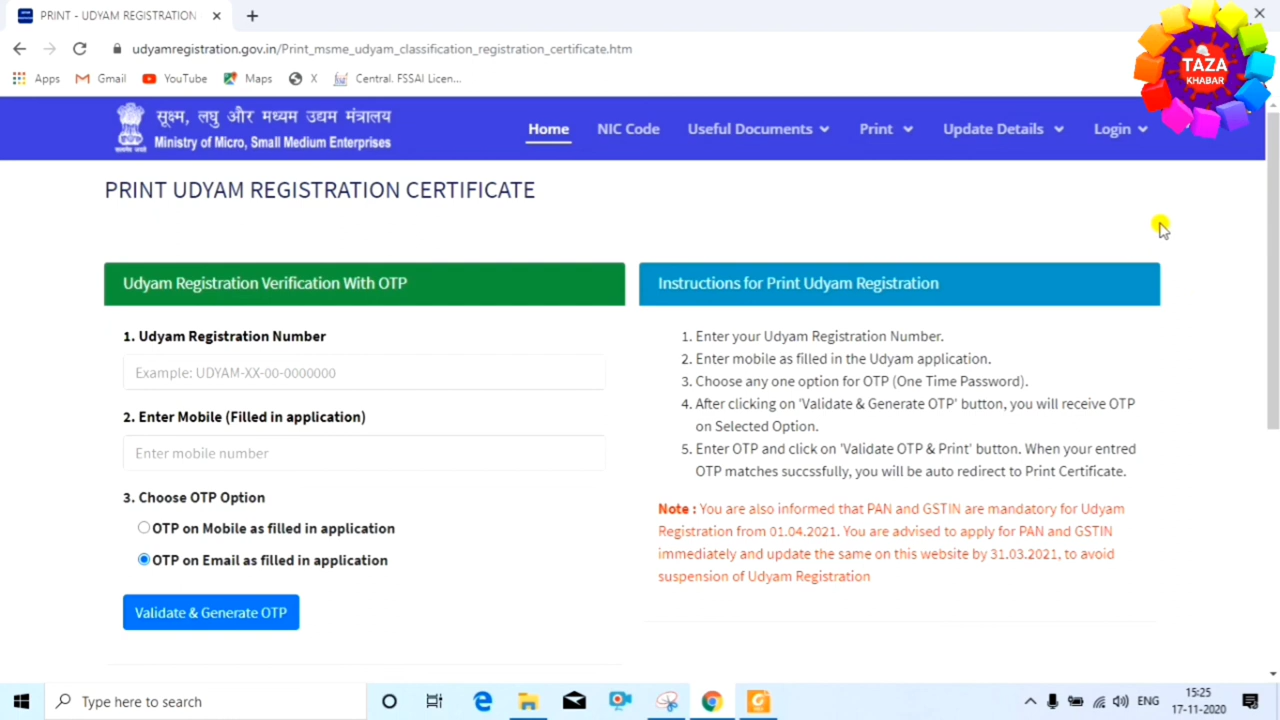 PRINT - UDYAM REGISTRATION
udyamregistration.gov.in/Print_msme_udyam_classification_registration_certificate.htm
Apps Gmail YouTube Maps X Central. FSSAI Licen...
TAZA
KHABAR
सूक्ष्म, लघु और मध्यम उद्यम मंत्रालय
Ministry of Micro, Small Medium Enterprises
Home NIC Code Useful Documents Print Update Details Login
PRINT UDYAM REGISTRATION CERTIFICATE
Udyam Registration Verification With OTP
1. Udyam Registration Number
Example: UDYAM-XX-00-0000000
2. Enter Mobile (Filled in application)
Enter mobile number
3. Choose OTP Option
OTP on Mobile as filled in application
OTP on Email as filled in application
Validate & Generate OTP
Instructions for Print Udyam Registration
1. Enter your Udyam Registration Number.
2. Enter mobile as filled in the Udyam application.
3. Choose any one option for OTP (One Time Password).
4. After clicking on 'Validate & Generate OTP' button, you will receive OTP
on Selected Option.
5. Enter OTP and click on 'Validate OTP & Print' button. When your entred
OTP matches succssfully, you will be auto redirect to Print Certificate.
Note : You are also informed that PAN and GSTIN are mandatory for Udyam
Registration from 01.04.2021. You are advised to apply for PAN and GSTIN
immediately and update the same on this website by 31.03.2021, to avoid
suspension of Udyam Registration
Type here to search
ENG
15:25
17-11-2020